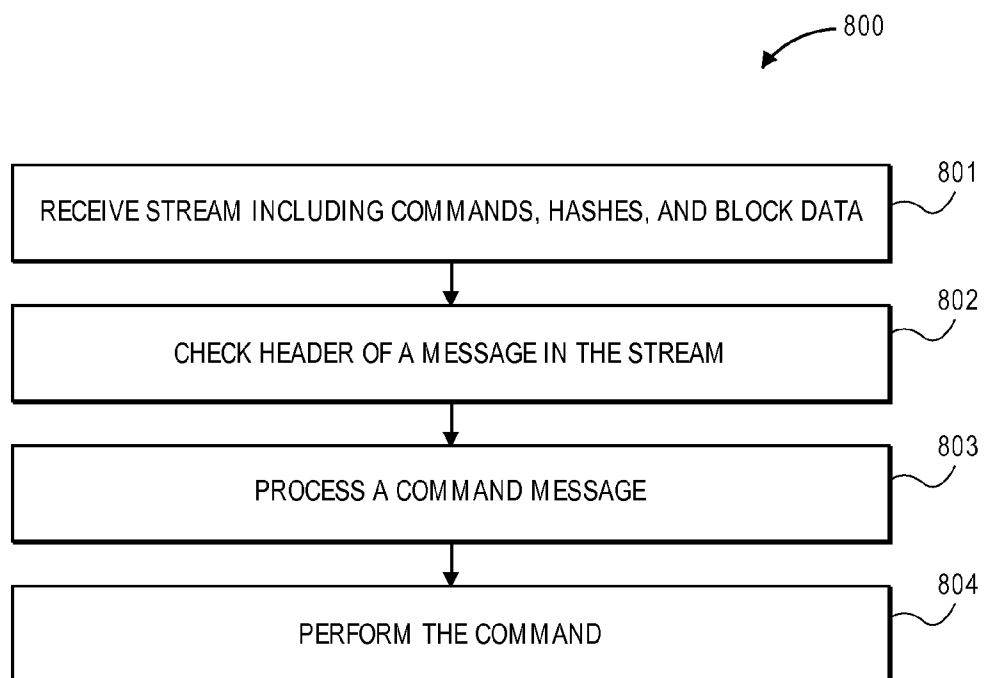 800
RECEIVE STREAM INCLUDING COMMANDS, HASHES, AND BLOCK DATA
801
CHECK HEADER OF A MESSAGE IN THE STREAM
802
PROCESS A COMMAND MESSAGE
803
PERFORM THE COMMAND
804